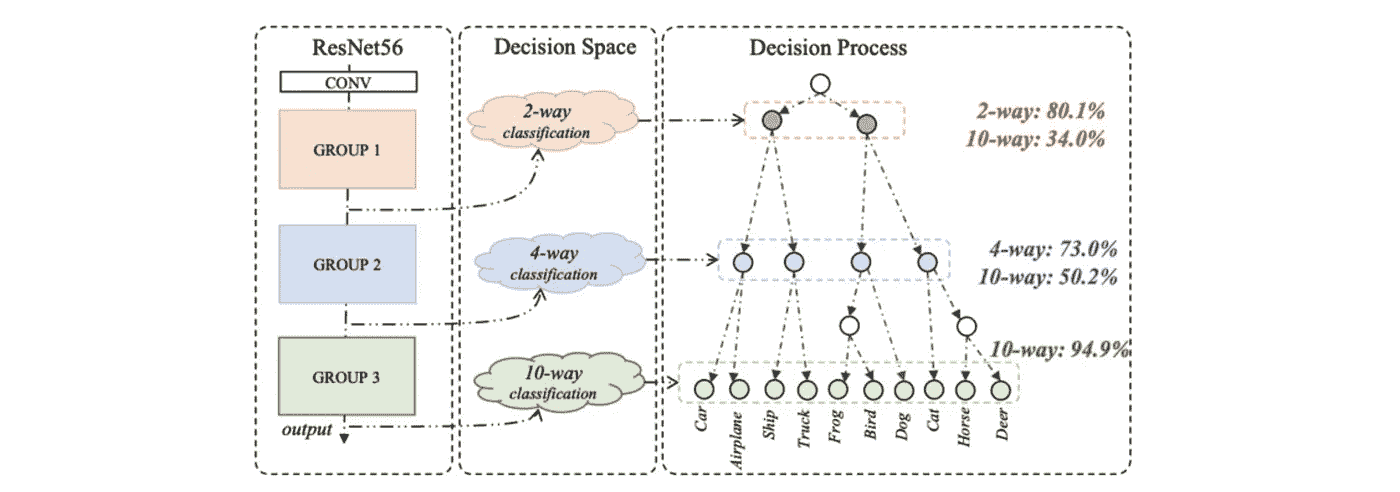 ResNet56
CONV
GROUP 1
GROUP 2
GROUP 3
output
Decision Space
2-way
classification
4-way
classification
10-way
classification
Decision Process
2-way: 80.1%
10-way: 34.0%
4-way: 73.0%
10-way: 50.2%
10-way: 94.9%
Car
Airplane
Ship
Truck
Frog
Bird
Dog
Cat
Horse
Deer